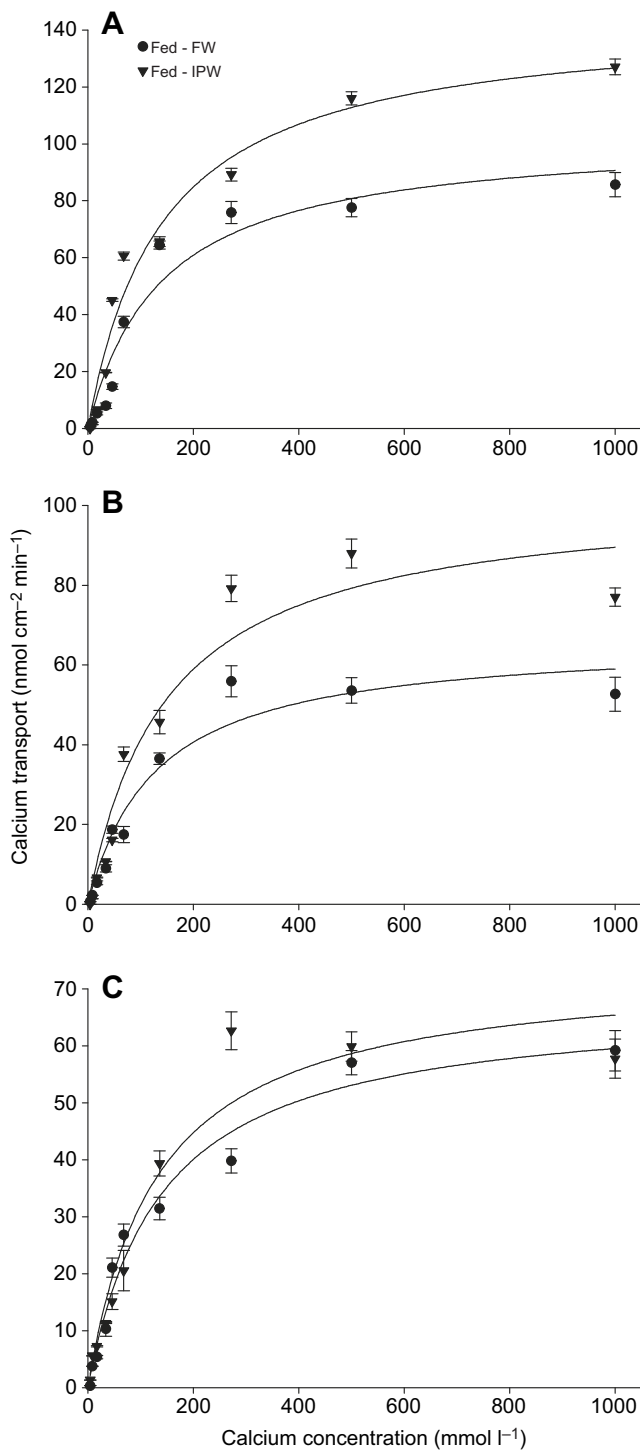 A
Fed - FW
Fed - IPW
140
120
100
80
60
40
20
0
0 200 400 600 800 1000
B
100
80
60
40
20
0
0 200 400 600 800 1000
Calcium transport (nmol cm⁻² min⁻¹)
C
70
60
50
40
30
20
10
0
0 200 400 600 800 1000
Calcium concentration (mmol l⁻¹)